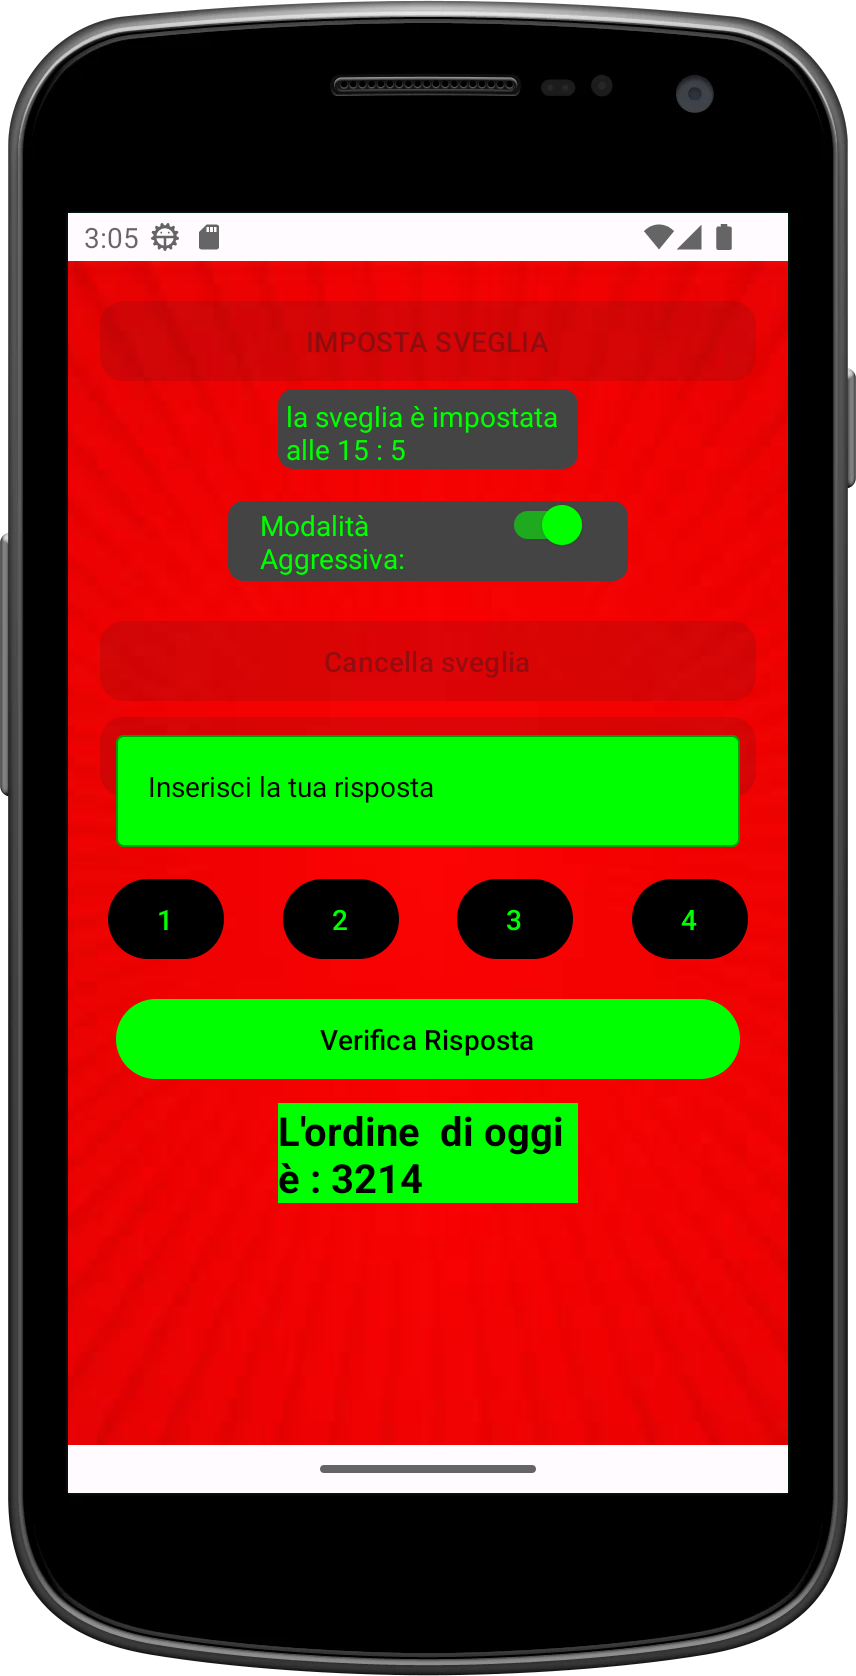 3:05
IMPOSTA SVEGLIA
la sveglia è impostata
alle 15 : 5
Modalità
Aggressiva:
Cancella sveglia
Inserisci la tua risposta
1 2 3 4
Verifica Risposta
L'ordine  di oggi
è : 3214